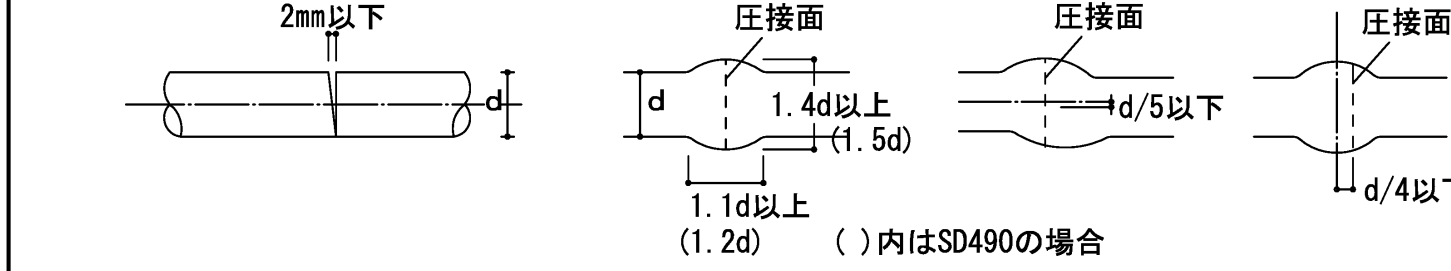 2mm以下
d
圧接面
d
1.4d以上
(1.5d)
1.1d以上
(1.2d)
圧接面
d/5以下
圧接面
d/4以
( )内はSD490の場合